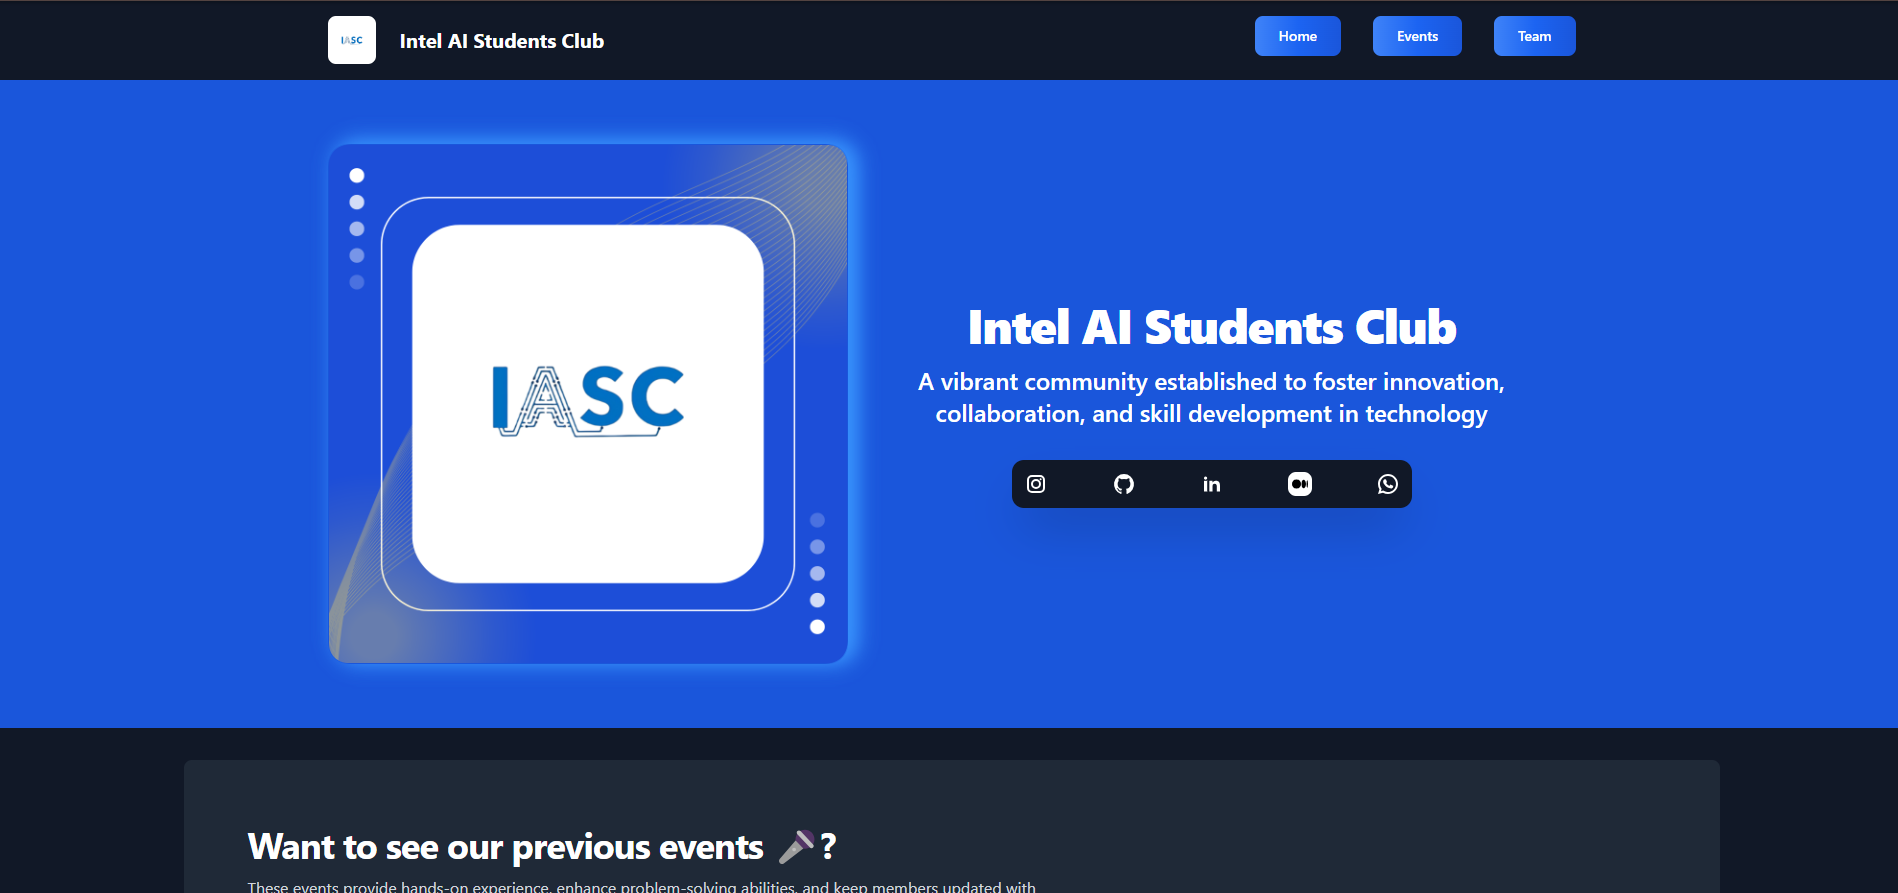 IASC
Intel AI Students Club
Home
Events
Team
IASC
Intel AI Students Club
A vibrant community established to foster innovation,
collaboration, and skill development in technology
in
Want to see our previous events 🎤?
These events provide hands-on experience, enhance problem-solving abilities, and keep members updated with